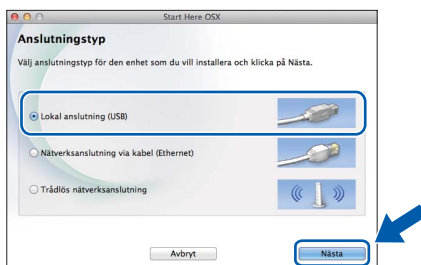 Start Here OSX
Anslutningstyp
Välj anslutningstyp för den enhet som du vill installera och klicka på Nästa.
Lokal anslutning (USB)
Nätverksanslutning via kabel (Ethernet)
Trådlös nätverksanslutning
Avbryt
Nästa